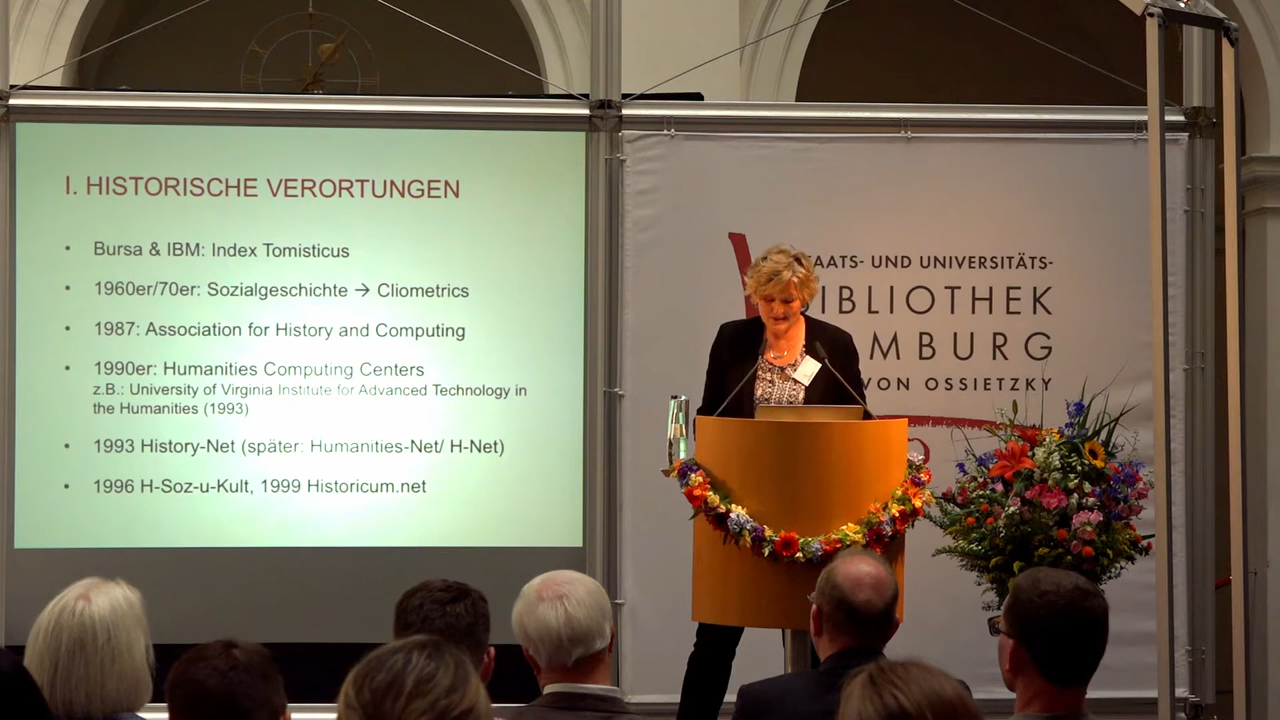 I. HISTORISCHE VERORTUNGEN
• Bursa & IBM: Index Tomisticus
• 1960er/70er: Sozialgeschichte → Cliometrics
• 1987: Association for History and Computing
• 1990er: Humanities Computing Centers
z.B.: University of Virginia Institute for Advanced Technology in
the Humanities (1993)
• 1993 History-Net (später: Humanities-Net/ H-Net)
• 1996 H-Soz-u-Kult, 1999 Historicum.net
TAATS- UND UNIVERSITÄTS-
IBLIOTHEK
MBURG
VON OSSIETZKY